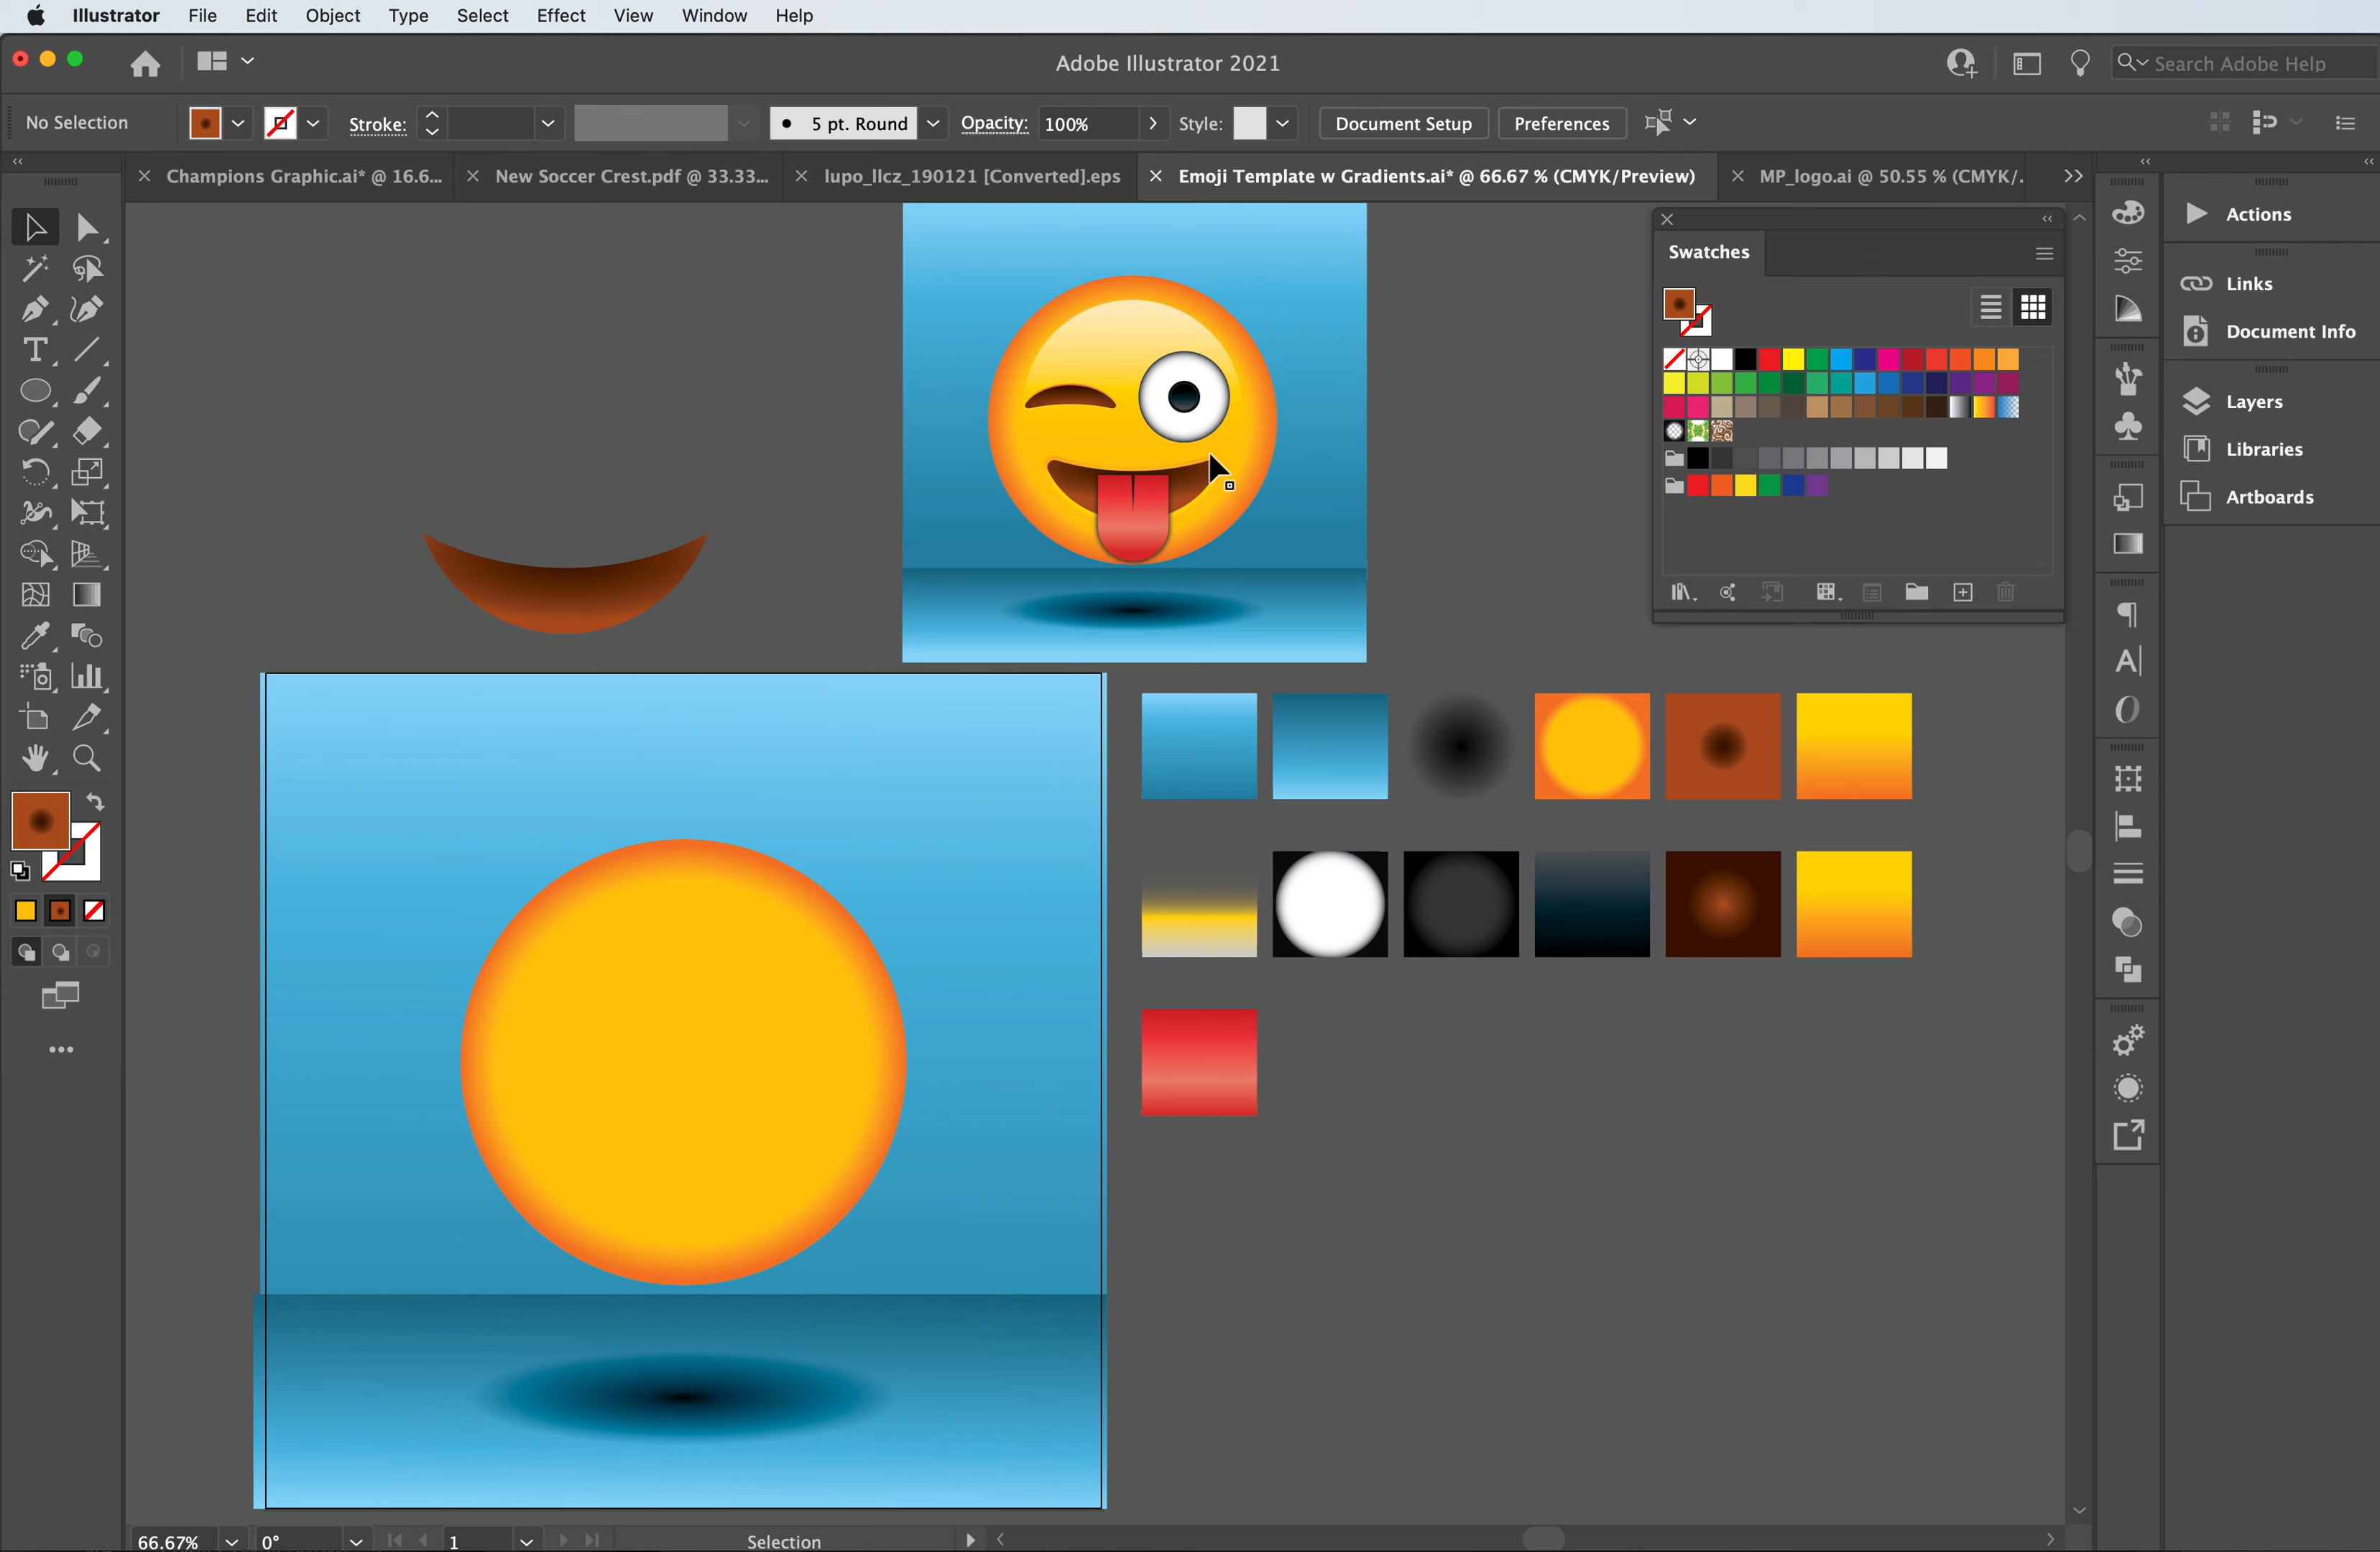 Illustrator File Edit Object Type Select Effect View Window Help
Adobe Illustrator 2021
Search Adobe Help
No Selection Stroke: 5 pt. Round Opacity: 100% Style: Document Setup Preferences
Champions Graphic.ai* @ 16.6... New Soccer Crest.pdf @ 33.33... lupo_llcz_190121 [Converted].eps Emoji Template w Gradients.ai* @ 66.67 % (CMYK/Preview) MP_logo.ai @ 50.55 % (CMYK/.
Swatches
Actions
Links
Document Info
Layers
Libraries
Artboards
66.67% 0° 1 Selection